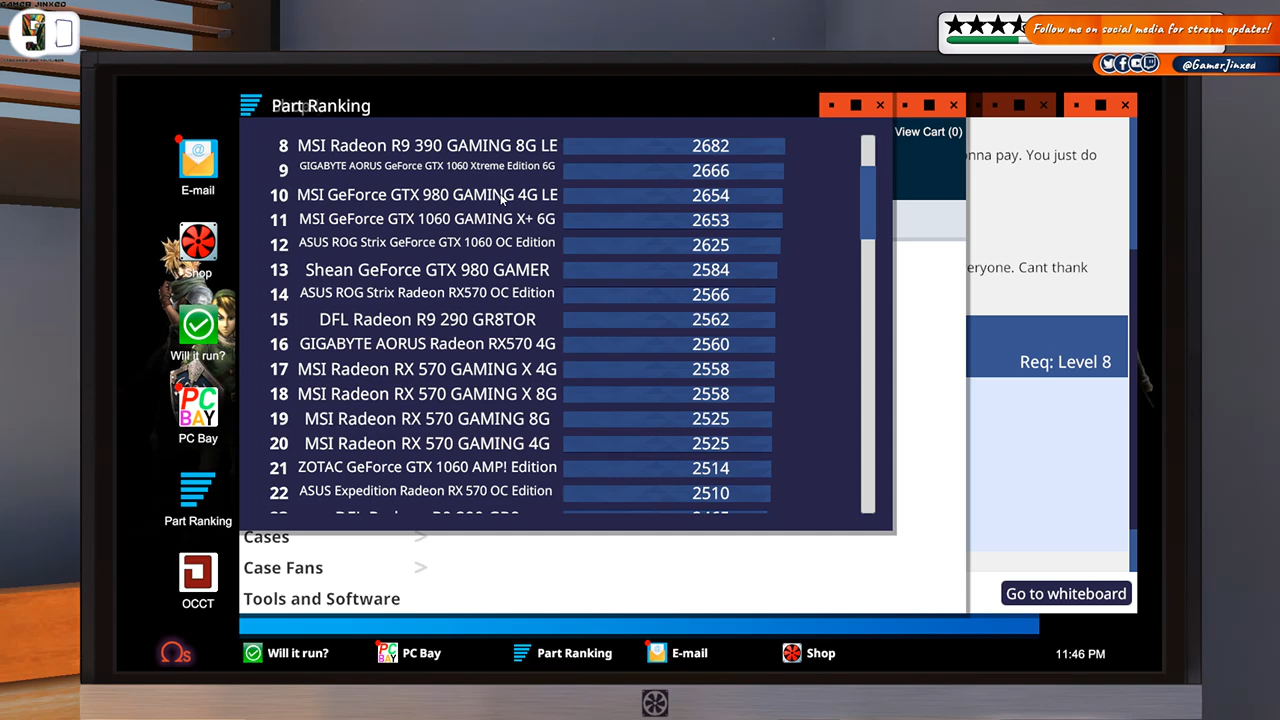 GAMER JINXED
Follow me on social media for stream updates!
@GamerJinxed
Part Ranking
View Cart (0)
8 MSI Radeon R9 390 GAMING 8G LE 2682
9 GIGABYTE AORUS GeForce GTX 1060 Xtreme Edition 6G 2666
10 MSI GeForce GTX 980 GAMING 4G LE 2654
11 MSI GeForce GTX 1060 GAMING X+ 6G 2653
12 ASUS ROG Strix GeForce GTX 1060 OC Edition 2625
13 Shean GeForce GTX 980 GAMER 2584
14 ASUS ROG Strix Radeon RX570 OC Edition 2566
15 DFL Radeon R9 290 GR8TOR 2562
16 GIGABYTE AORUS Radeon RX570 4G 2560
17 MSI Radeon RX 570 GAMING X 4G 2558
18 MSI Radeon RX 570 GAMING X 8G 2558
19 MSI Radeon RX 570 GAMING 8G 2525
20 MSI Radeon RX 570 GAMING 4G 2525
21 ZOTAC GeForce GTX 1060 AMP! Edition 2514
22 ASUS Expedition Radeon RX 570 OC Edition 2510
nna pay. You just do
eryone. Cant thank
Req: Level 8
Go to whiteboard
E-mail
Shop
Will it run?
PC BAY
PC Bay
Part Ranking
OCCT
Cases >
Case Fans >
Tools and Software
Ωs
Will it run?
PC Bay
Part Ranking
E-mail
Shop
11:46 PM